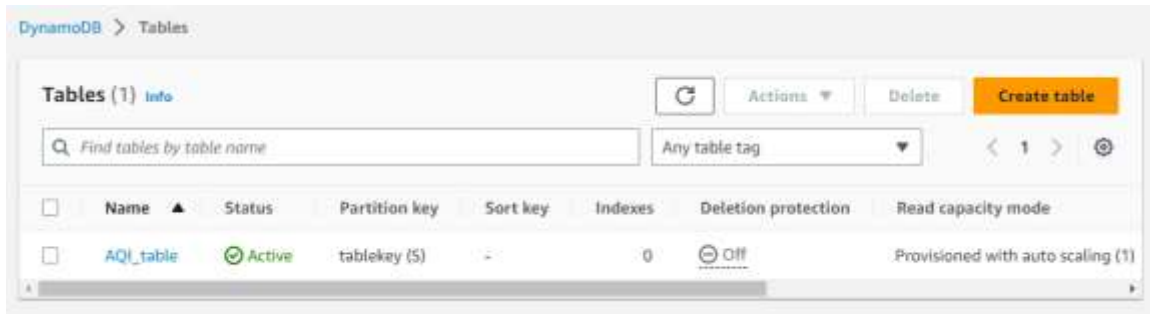 DynamoDB > Tables
Tables (1) Info
Actions
Delete
Create table
Find tables by table name
Any table tag
< 1 >
Name Status Partition key Sort key Indexes Deletion protection Read capacity mode
AQI_table Active tablekey (S) - 0 Off Provisioned with auto scaling (1)